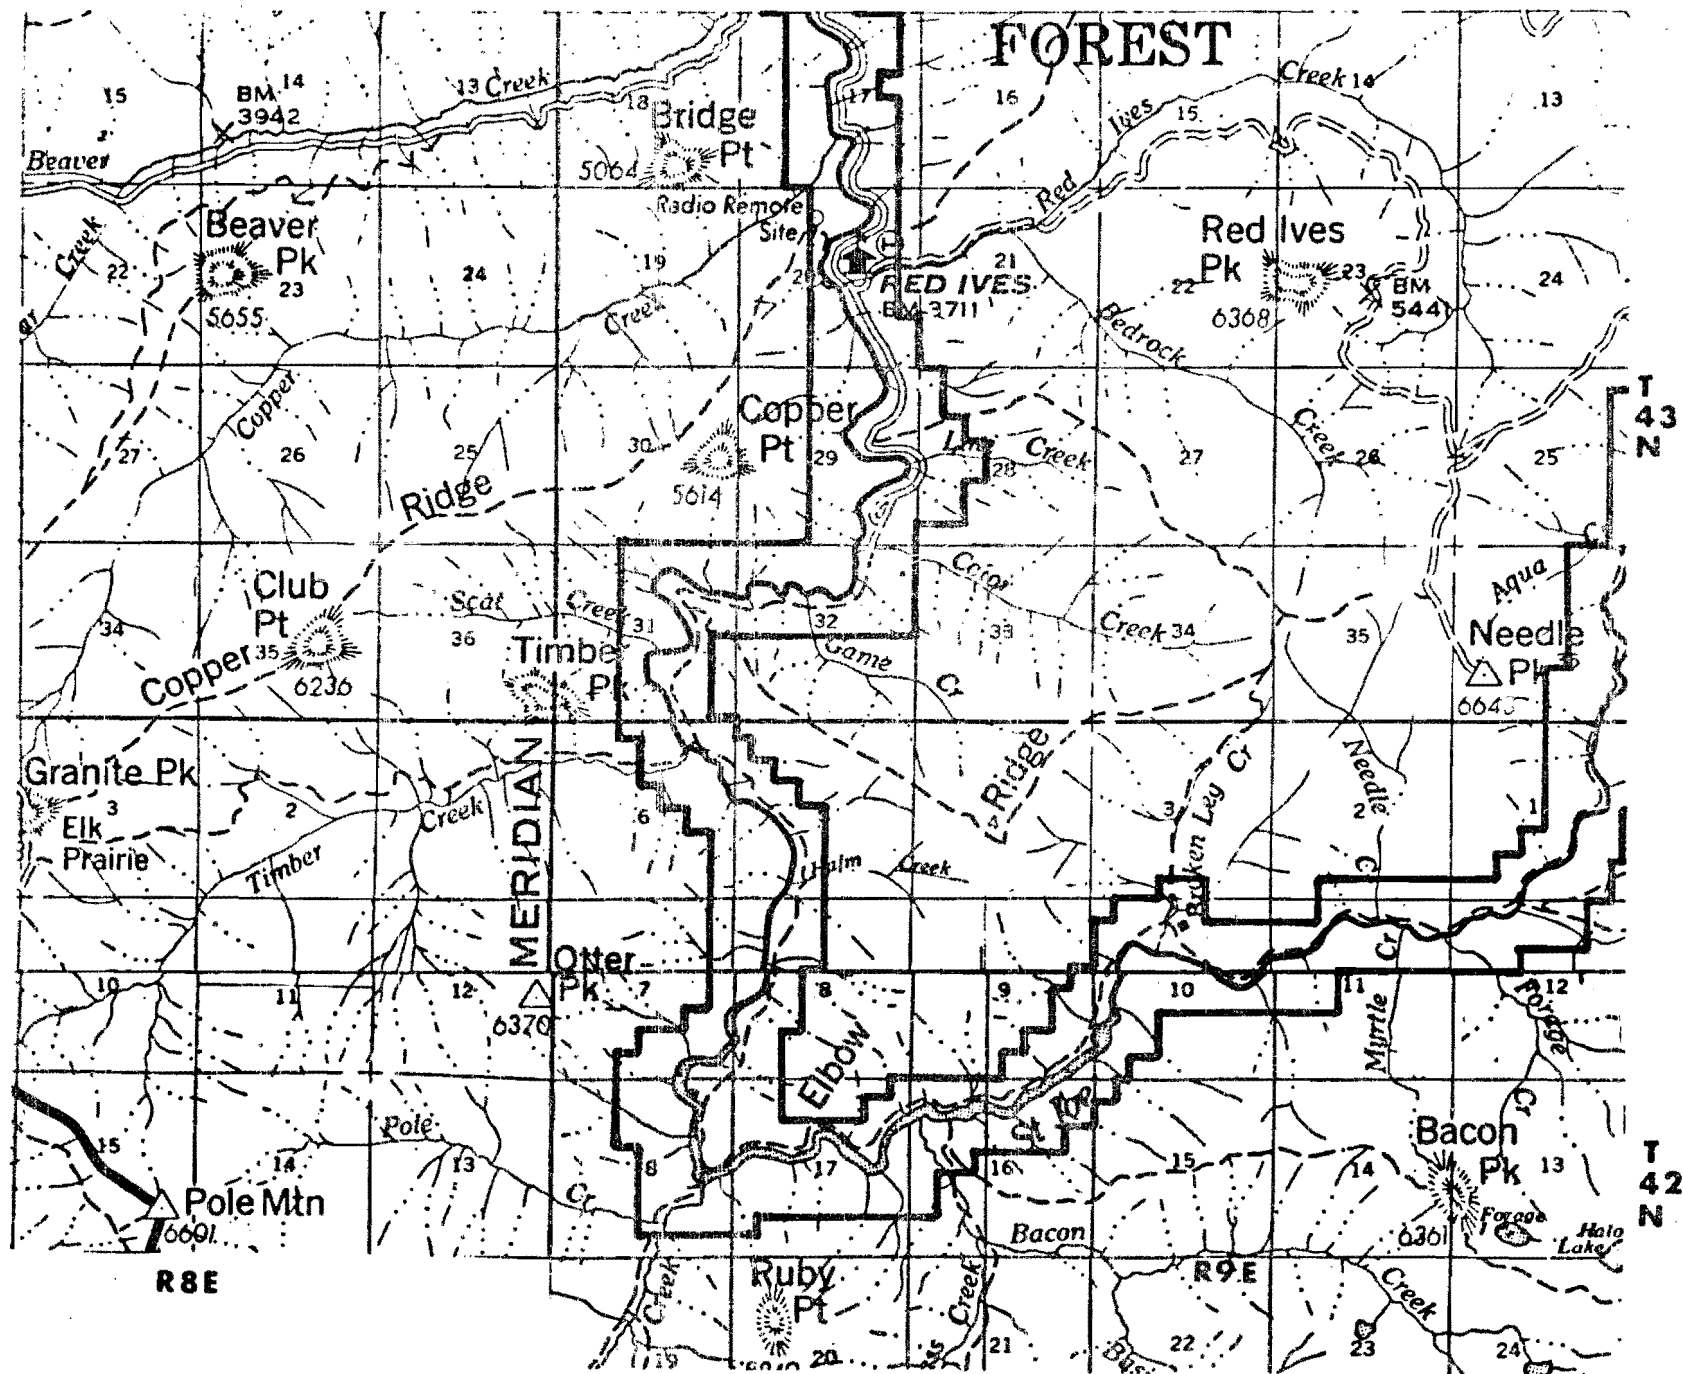 FOREST
15
BM
3942
14
13 Creek
18
17
16
Ives
15
Creek 14
13
Bridge
Pt
5064
Beaver
Radio Remote
Site
Red
Creek
22
Beaver
Pk
23
5655
24
19
Creek
RED IVES
BM 3711
21
Bedrock
22
Red Ives
Pk
6368
23
BM
5441
24
T
43
N
27
Copper
26
25
Ridge
30
Copper
Pt
5614
29
28
Creek
27
Creek
26
25
34
Club
Pt
35
6236
Copper
Scat
Creek
36
31
Timber
Pk
32
Game
Cr
33
Creek
34
35
Aqua
Needle
Pk
Granite Pk
3
Elk
Prairie
2
Timber
Creek
MERIDIAN
6
Creek
Ridge
3
Broken Leg Cr
Needle
Cr
2
1
10
11
12
Otter
Pk
6370
7
8
Elbow
9
10
11
Myrtle
Cr
12
Forage
Cr
15
Pole Mtn
6601
14
Pole
13
Cr
8
17
St Joe
16
15
14
Bacon
Pk
6361
13
Forage
Halo
Lake
T
42
N
R8E
Creek
19
Ruby
Pt
20
Creek
Bacon
21
R9E
22
Creek
23
24